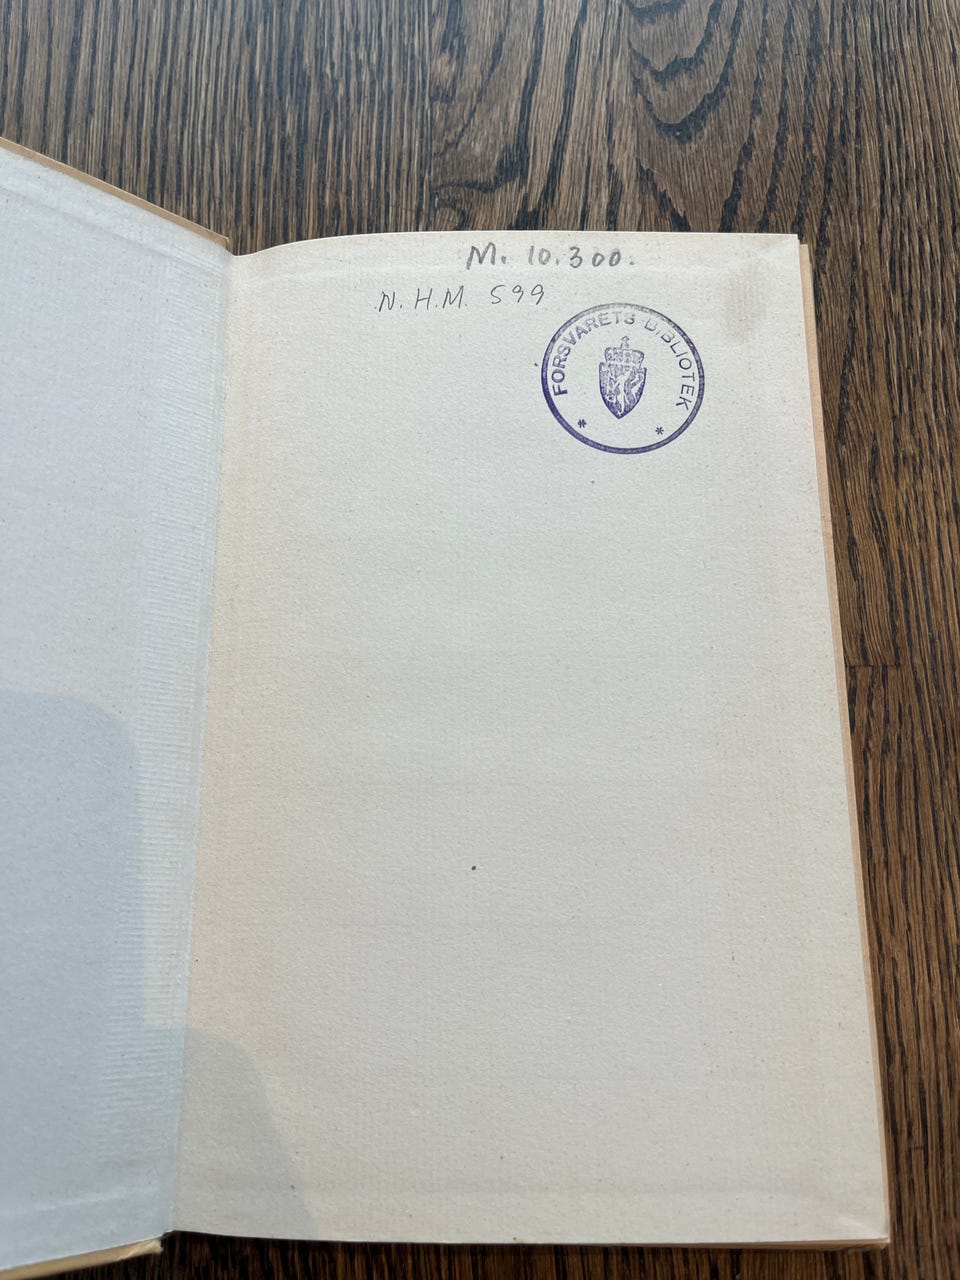 M. 10.300.
N.H.M. 599
FORSVARETS BIBLIOTEK
* *